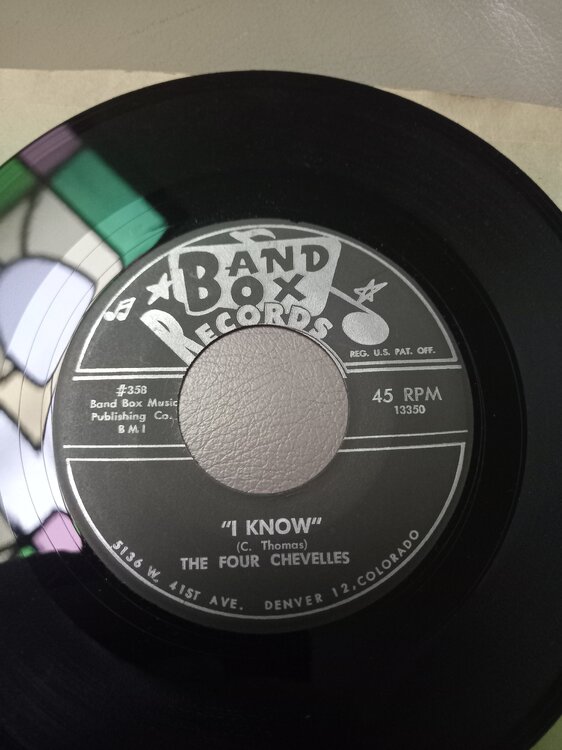 BAND
BOX
RECORDS
REG. U.S. PAT. OFF.
#358
Band Box Music
Publishing Co.
BMI
45 RPM
13350
"I KNOW"
(C. Thomas)
THE FOUR CHEVELLES
5136 W. 41ST AVE. DENVER 12, COLORADO